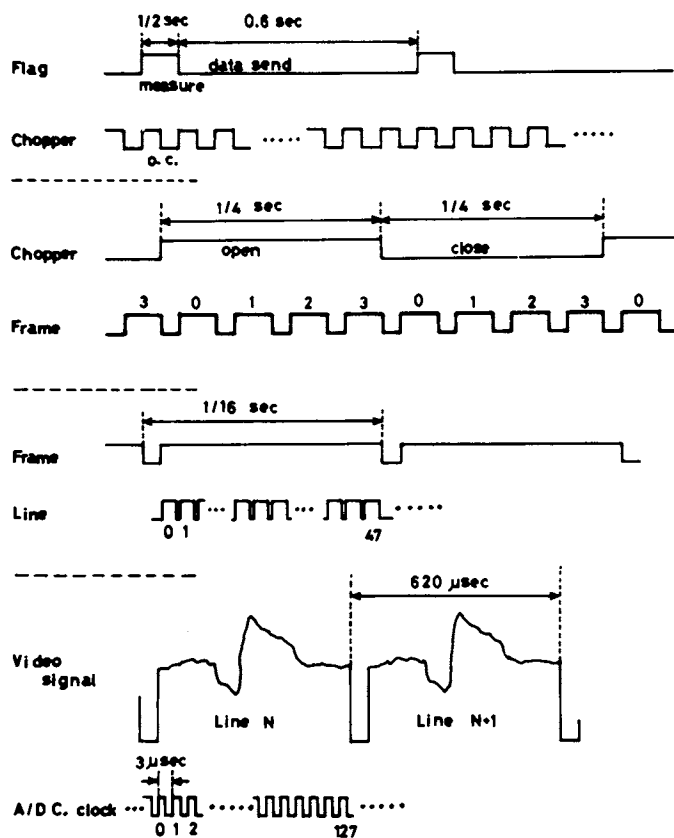 1/2 sec 0.6 sec
Flag
data send
measure
Chopper
o. c.
1/4 sec 1/4 sec
Chopper open close
3 0 1 2 3 0 1 2 3 0
Frame
1/16 sec
Frame
Line
0 1 47
620 μsec
Video
signal
Line N Line N+1
3 μsec
A/D C. clock
0 1 2 127